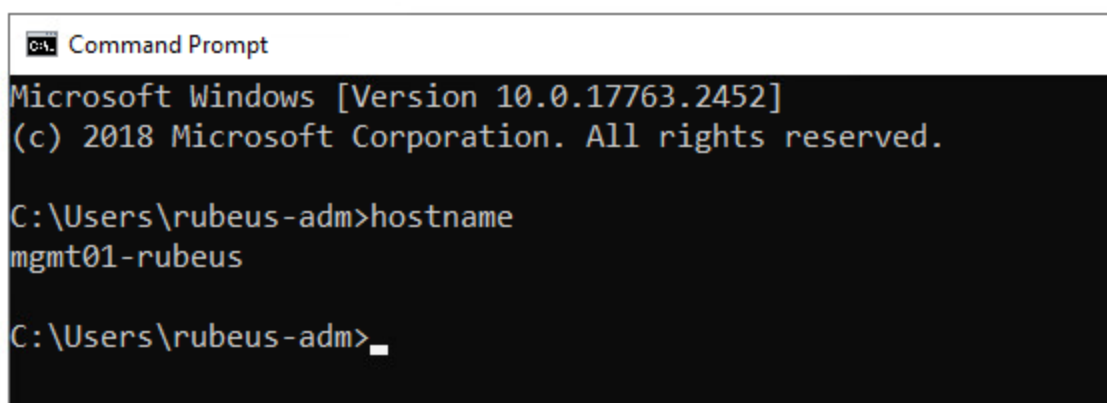 Command Prompt
Microsoft Windows [Version 10.0.17763.2452]
(c) 2018 Microsoft Corporation. All rights reserved.
C:\Users\rubeus-adm>hostname
mgmt01-rubeus
C:\Users\rubeus-adm>